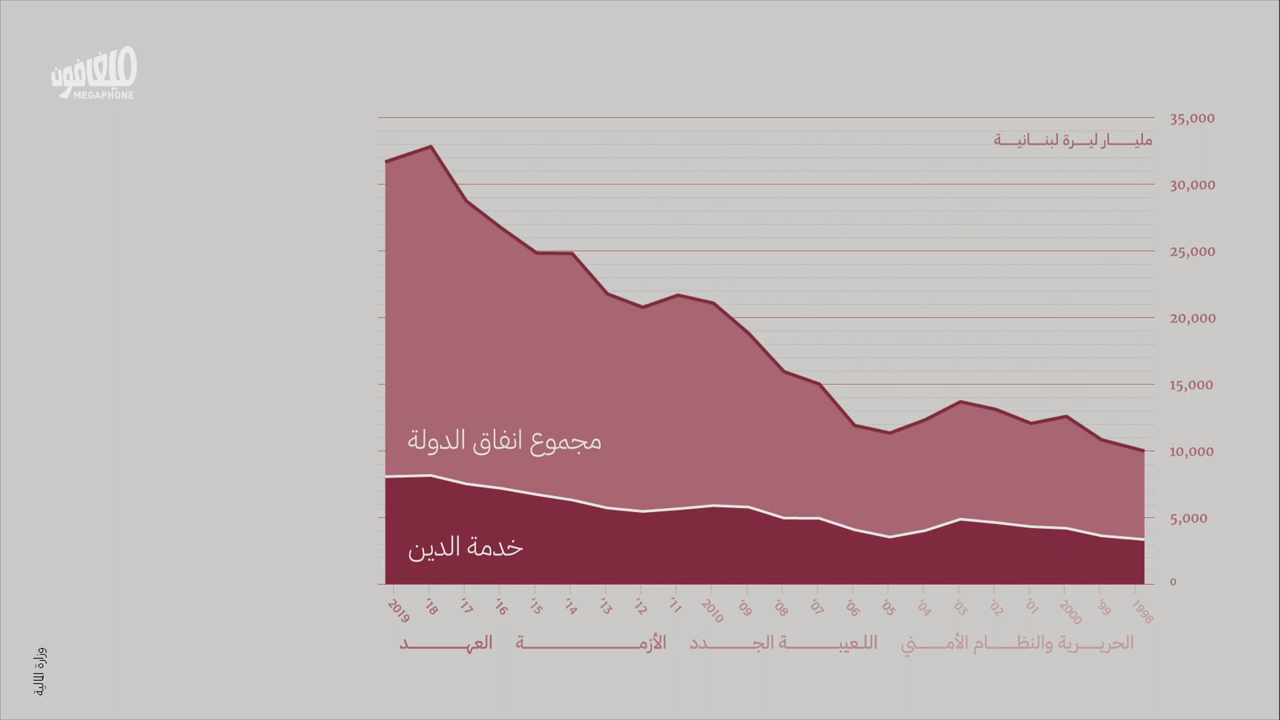 ميغافون
MEGAPHONE
35,000
مليار ليرة لبنانية
30,000
25,000
20,000
15,000
10,000
5,000
0
مجموع انفاق الدولة
خدمة الدين
1998 '99 2000 '01 '02 '03 '04 '05 '06 '07 '08 '09 2010 '11 '12 '13 '14 '15 '16 '17 '18 2019
الحريرية والنظام الأمني اللعيبة الجدد الأزمة العهد
وزارة المالية